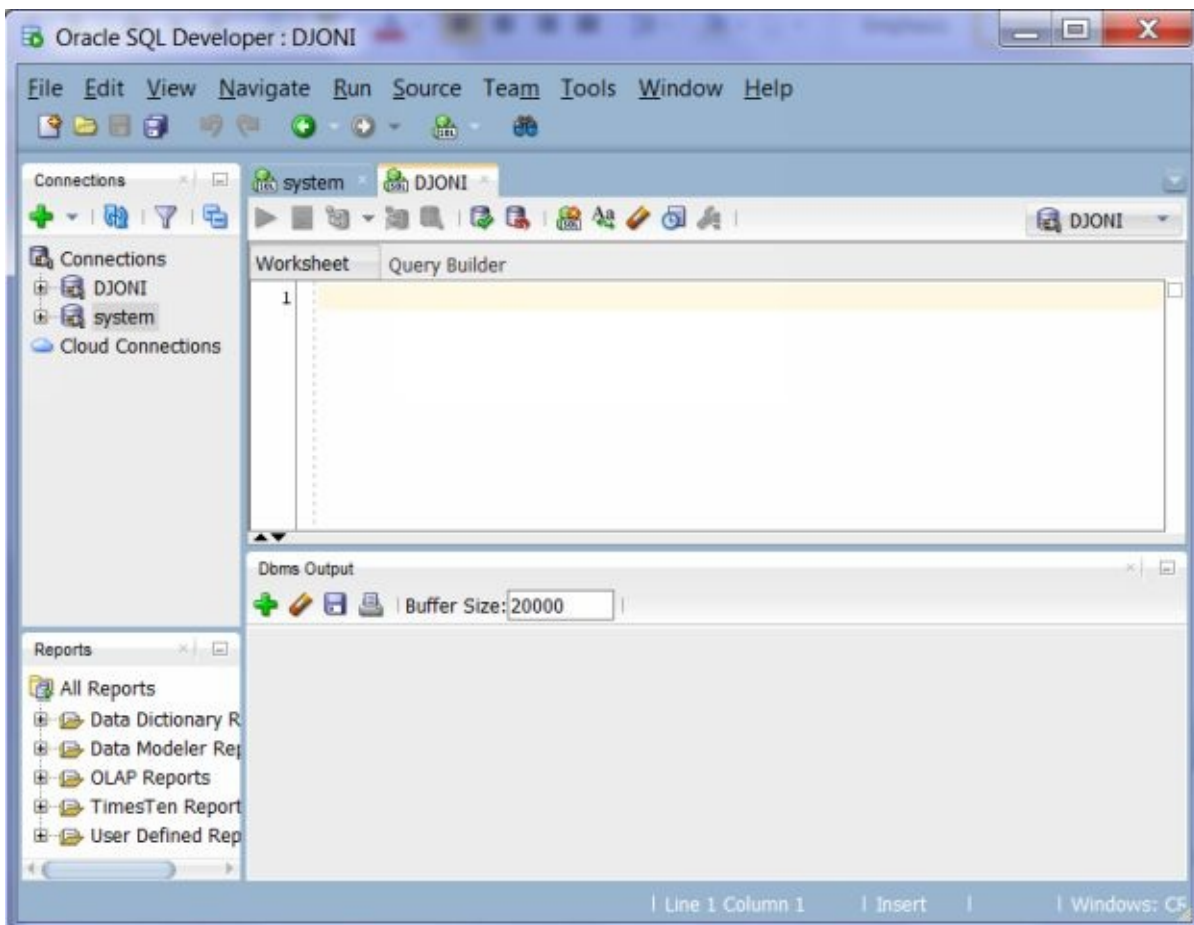 Oracle SQL Developer : DJONI
File Edit View Navigate Run Source Team Tools Window Help
Connections
system
DJONI
DJONI
Connections
DJONI
system
Cloud Connections
Worksheet Query Builder
1
Dbms Output
Buffer Size: 20000
Reports
All Reports
Data Dictionary R
Data Modeler Rep
OLAP Reports
TimesTen Report
User Defined Rep
Line 1 Column 1 Insert Windows: CR